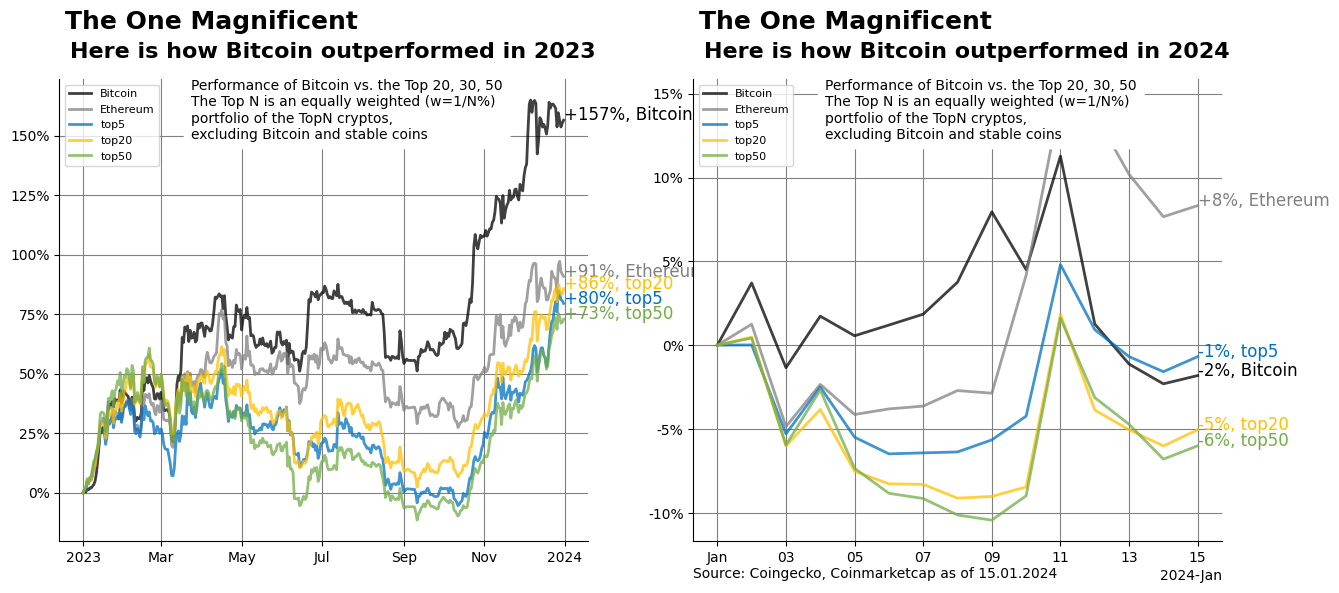 The One Magnificent
Here is how Bitcoin outperformed in 2023
Bitcoin
Ethereum
top5
top20
top50
Performance of Bitcoin vs. the Top 20, 30, 50
The Top N is an equally weighted (w=1/N%)
portfolio of the TopN cryptos,
excluding Bitcoin and stable coins
150%
125%
100%
75%
50%
25%
0%
+157%, Bitcoin
+91%, Ethereum
+86%, top20
+80%, top5
+73%, top50
2023
Mar
May
Jul
Sep
Nov
2024
The One Magnificent
Here is how Bitcoin outperformed in 2024
Bitcoin
Ethereum
top5
top20
top50
Performance of Bitcoin vs. the Top 20, 30, 50
The Top N is an equally weighted (w=1/N%)
portfolio of the TopN cryptos,
excluding Bitcoin and stable coins
15%
10%
5%
0%
-5%
-10%
+8%, Ethereum
-1%, top5
-2%, Bitcoin
-5%, top20
-6%, top50
Jan
03
05
07
09
11
13
15
2024-Jan
Source: Coingecko, Coinmarketcap as of 15.01.2024